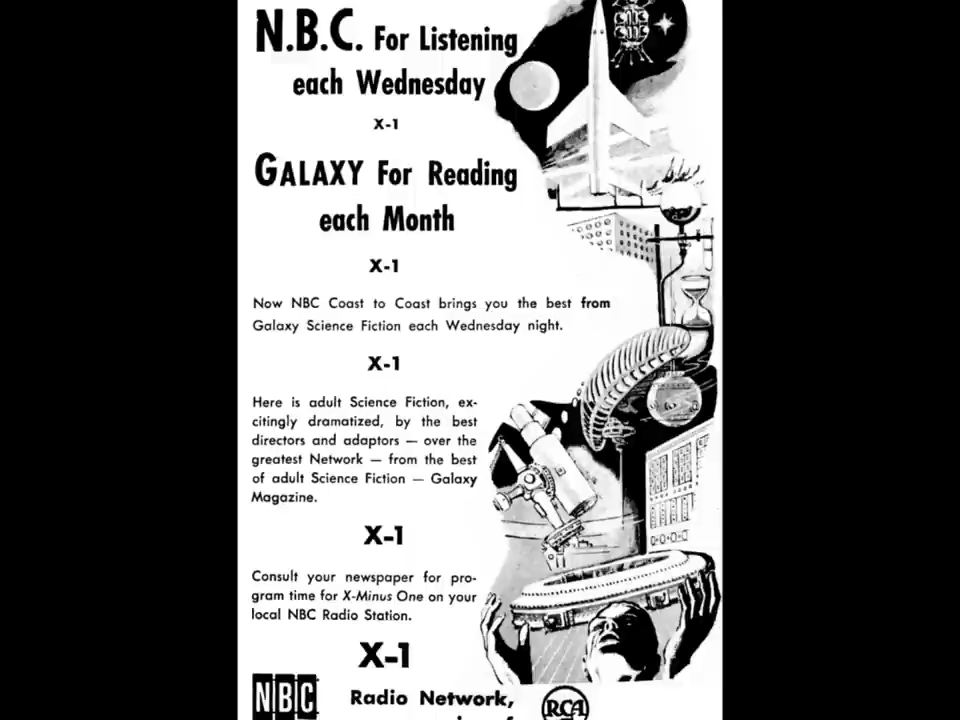 N.B.C. For Listening
each Wednesday
X-1
GALAXY For Reading
each Month
X-1
Now NBC Coast to Coast brings you the best from
Galaxy Science Fiction each Wednesday night.
X-1
Here is adult Science Fiction, ex-
citingly dramatized, by the best
directors and adaptors — over the
greatest Network — from the best
of adult Science Fiction — Galaxy
Magazine.
X-1
Consult your newspaper for pro-
gram time for X-Minus One on your
local NBC Radio Station.
X-1
NBC Radio Network, RCA